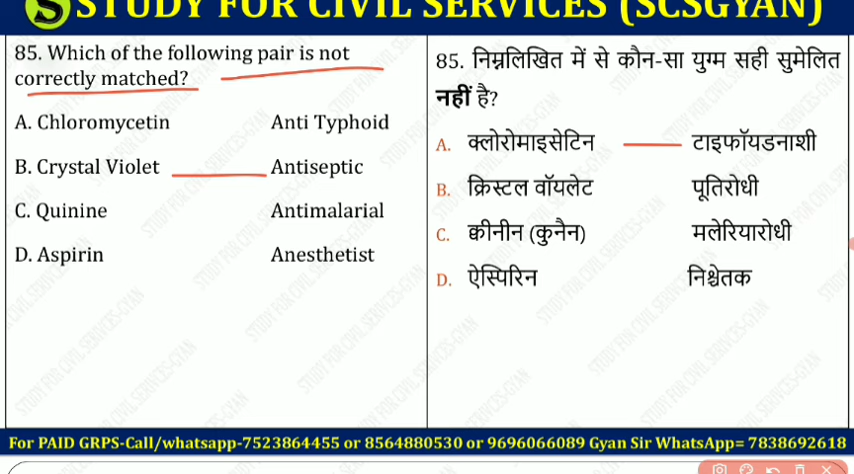 STUDY FOR CIVIL SERVICES (SCSGYAN)
85. Which of the following pair is not
correctly matched?
A. Chloromycetin Anti Typhoid
B. Crystal Violet Antiseptic
C. Quinine Antimalarial
D. Aspirin Anesthetist
85. निम्नलिखित में से कौन-सा युग्म सही सुमेलित
नहीं है?
A. क्लोरोमाइसेटिन टाइफॉयडनाशी
B. क्रिस्टल वॉयलेट पूतिरोधी
C. क्वीनीन (कुनैन) मलेरियारोधी
D. ऐस्पिरिन निश्चेतक
For PAID GRPS-Call/whatsapp-7523864455 or 8564880530 or 9696066089 Gyan Sir WhatsApp= 7838692618